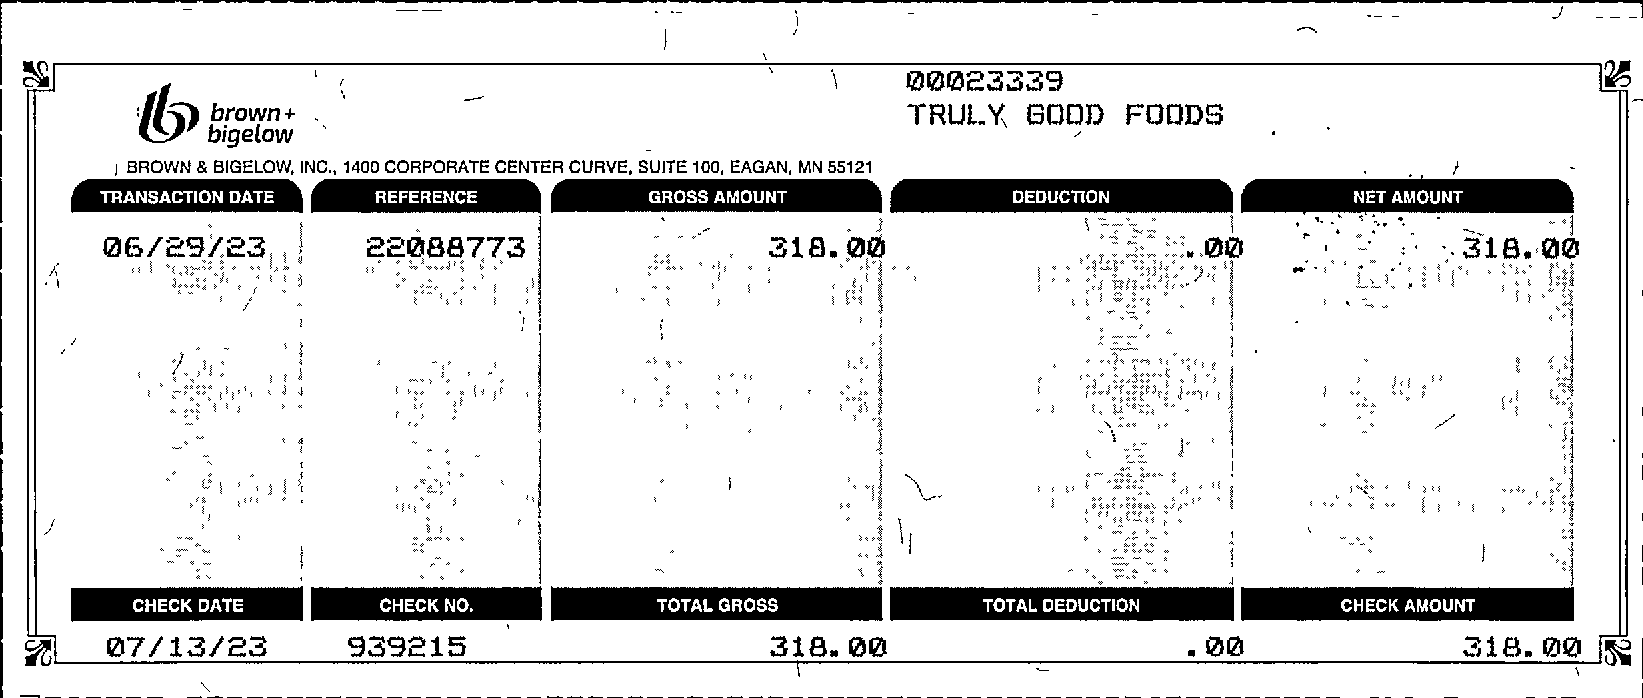 00023339
TRULY GOOD FOODS
brown+
bigelow
BROWN & BIGELOW, INC., 1400 CORPORATE CENTER CURVE, SUITE 100, EAGAN, MN 55121
TRANSACTION DATE REFERENCE GROSS AMOUNT DEDUCTION NET AMOUNT
06/29/23 22088773 318.00 .00 318.00
CHECK DATE CHECK NO. TOTAL GROSS TOTAL DEDUCTION CHECK AMOUNT
07/13/23 939215 318.00 .00 318.00